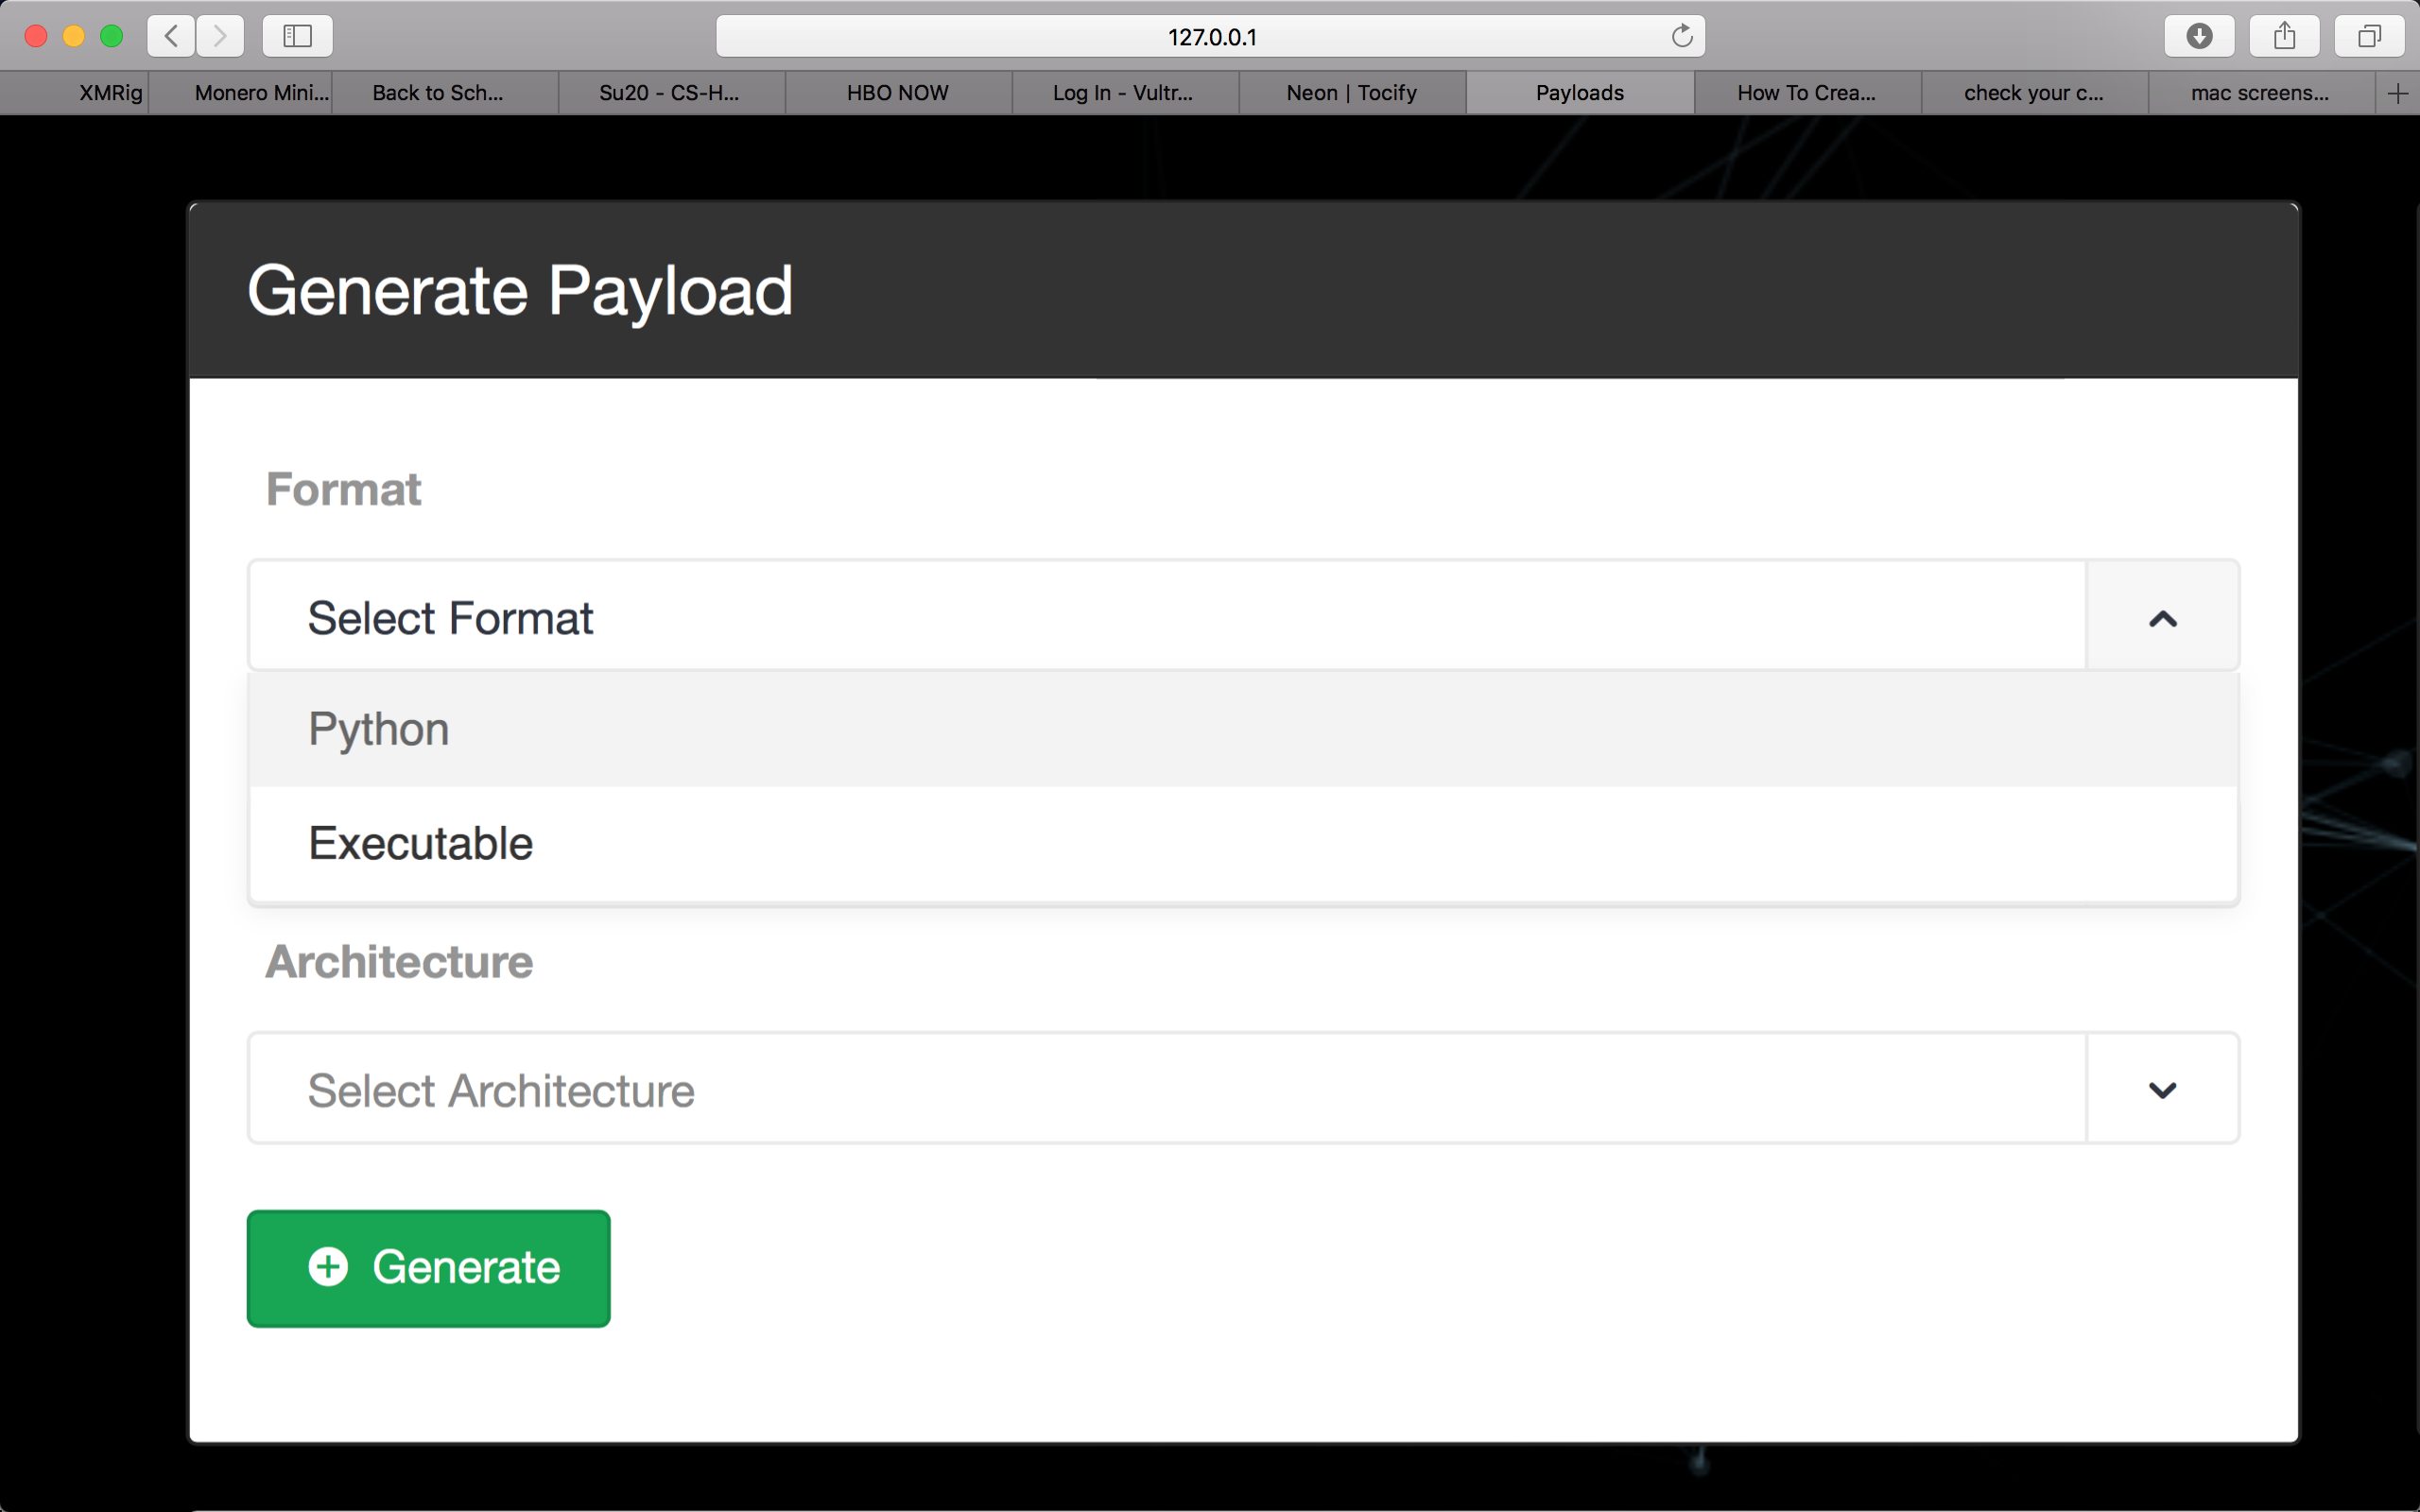 127.0.0.1
XMRig
Monero Mini...
Back to Sch...
Su20 - CS-H...
HBO NOW
Log In - Vultr...
Neon | Tocify
Payloads
How To Crea...
check your c...
mac screens...
Generate Payload
Format
Select Format
Python
Executable
Architecture
Select Architecture
Generate